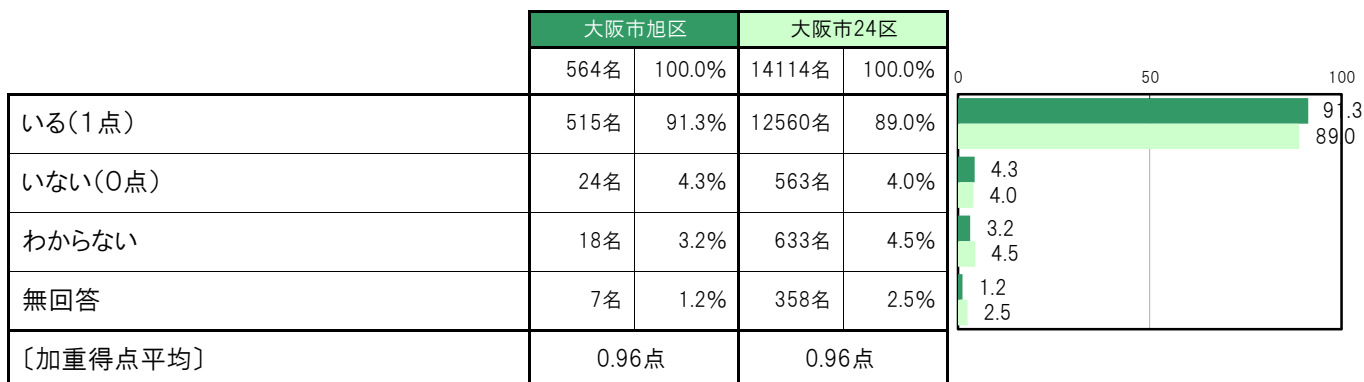 大阪市旭区 大阪市24区
564名 100.0% 14114名 100.0% 0 50 100
いる(1点) 515名 91.3% 12560名 89.0% 91.3
89.0
いない(0点) 24名 4.3% 563名 4.0% 4.3
4.0
わからない 18名 3.2% 633名 4.5% 3.2
4.5
無回答 7名 1.2% 358名 2.5% 1.2
2.5
〔加重得点平均〕 0.96点 0.96点